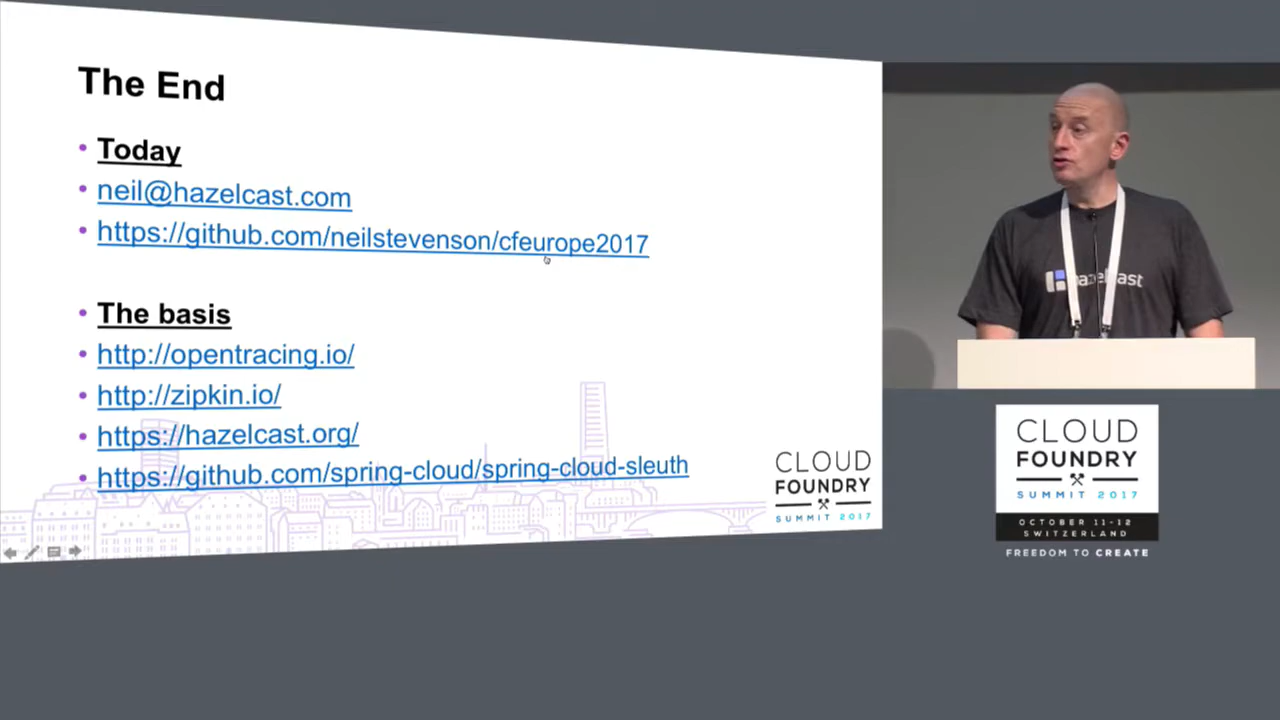 The End
Today
neil@hazelcast.com
https://github.com/neilstevenson/cfeurope2017
The basis
http://opentracing.io/
http://zipkin.io/
https://hazelcast.org/
https://github.com/spring-cloud/spring-cloud-sleuth
CLOUD
FOUNDRY
SUMMIT 2017
hazelcast
CLOUD
FOUNDRY
SUMMIT 2017
OCTOBER 11-12
SWITZERLAND
FREEDOM TO CREATE